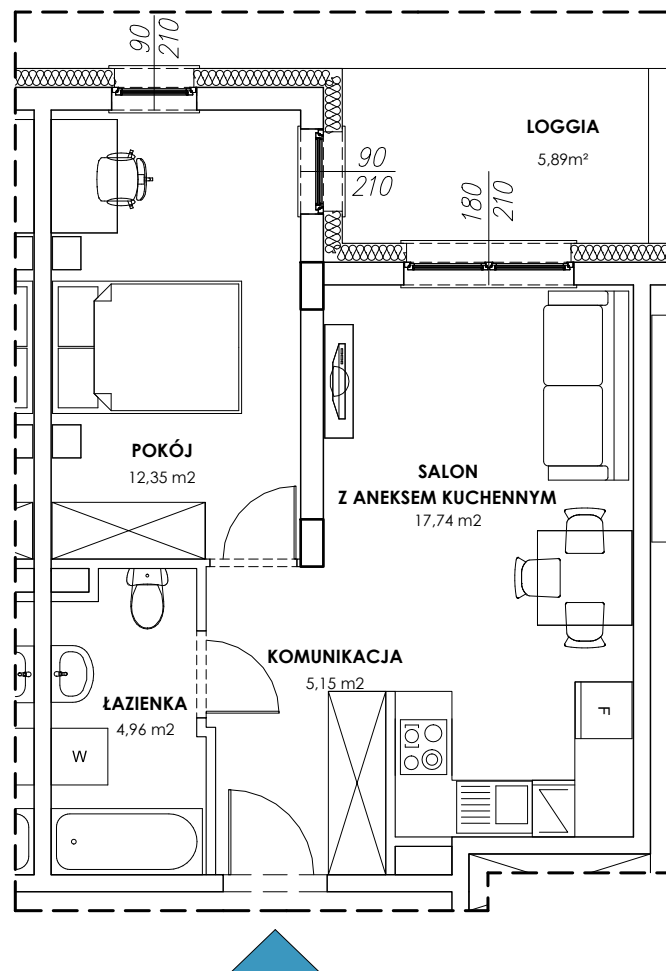 90
210
LOGGIA
5,89m²
90
210
180
210
POKÓJ
12,35 m2
SALON
Z ANEKSEM KUCHENNYM
17,74 m2
KOMUNIKACJA
5,15 m2
ŁAZIENKA
4,96 m2
F
W